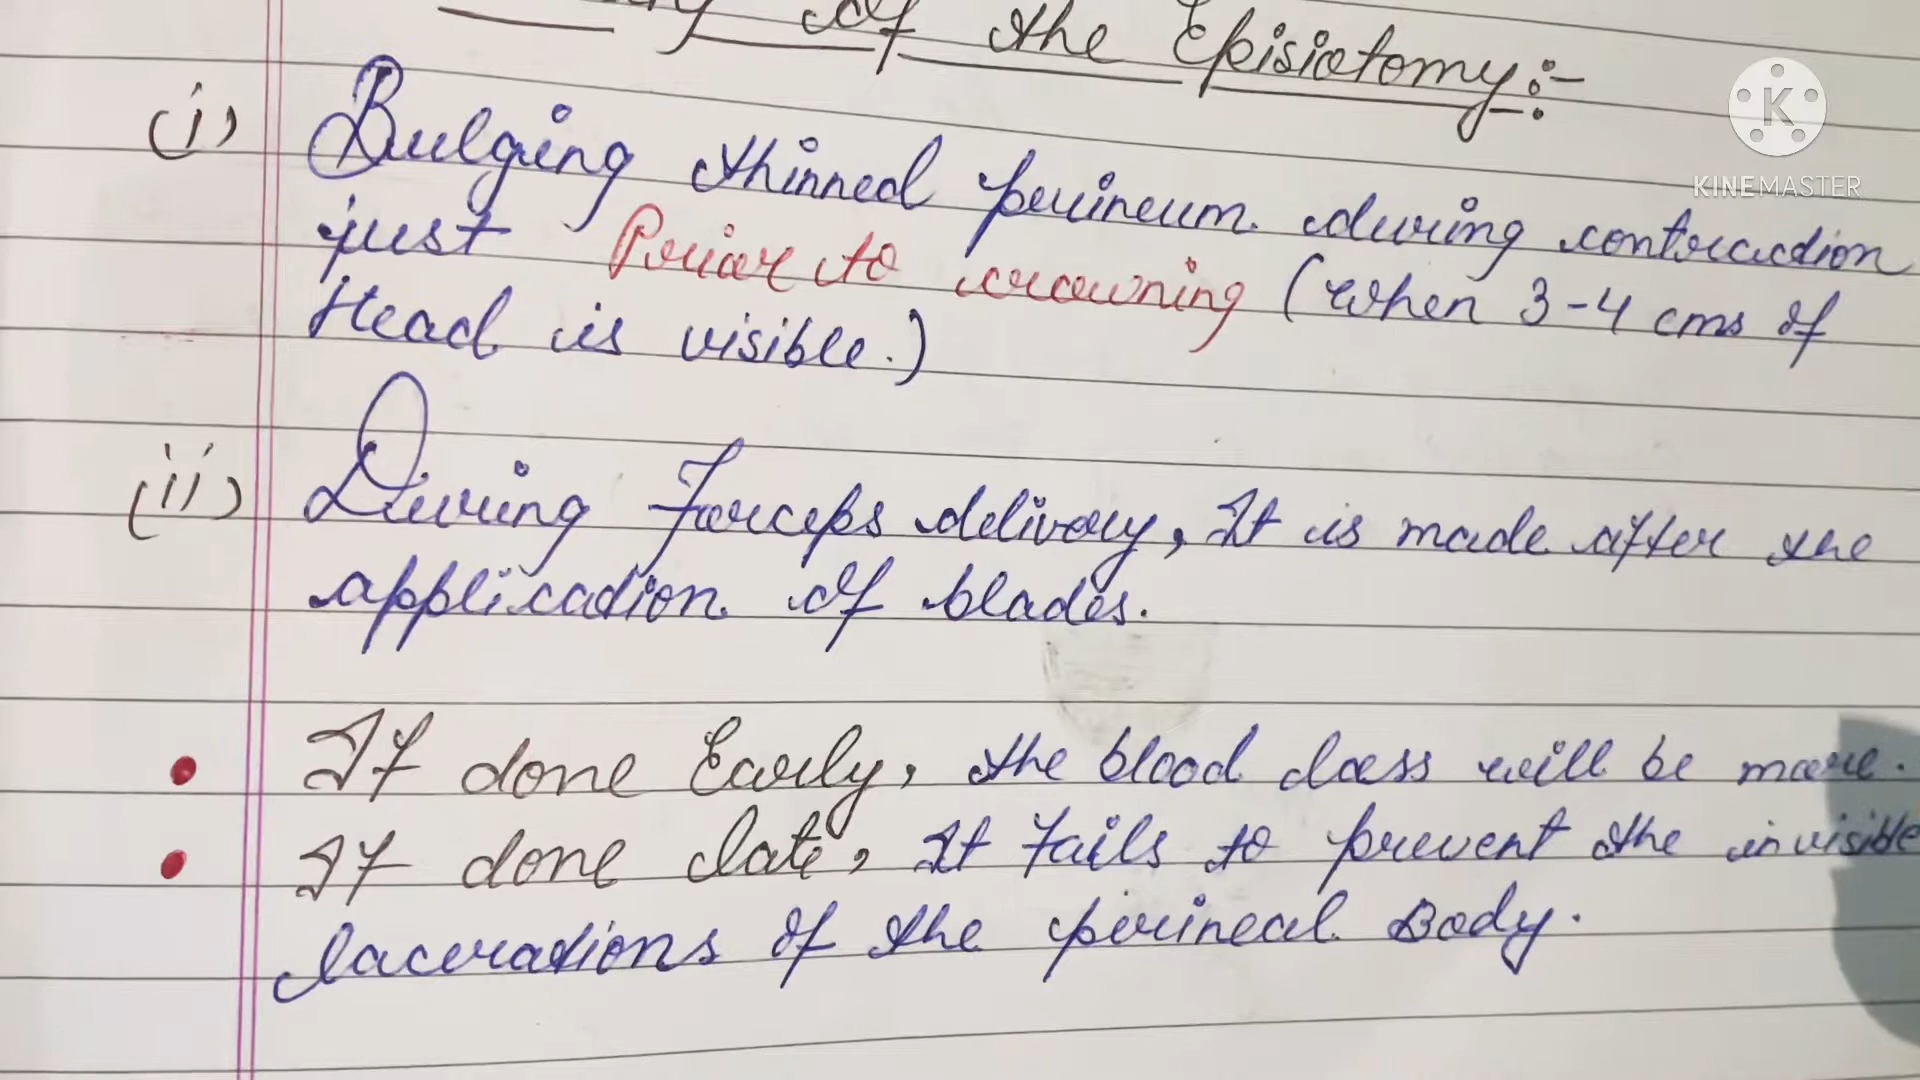 of the Episiotomy:-
(i) Bulging thinned perineum during contraction
just Prior to crowning (when 3-4 cms of
Head is visible.)
(ii) During Forceps delivery, It is made after the
application of blades.
• If done Early, the blood loss will be more.
• If done late, It fails to prevent the invisible
lacerations of the perineal Body.
KINEMASTER